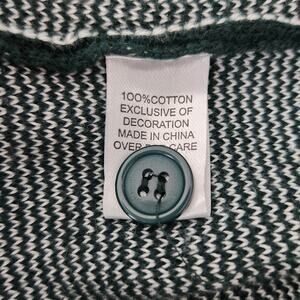 100%COTTON
EXCLUSIVE OF
DECORATION
MADE IN CHINA
OVER CARE